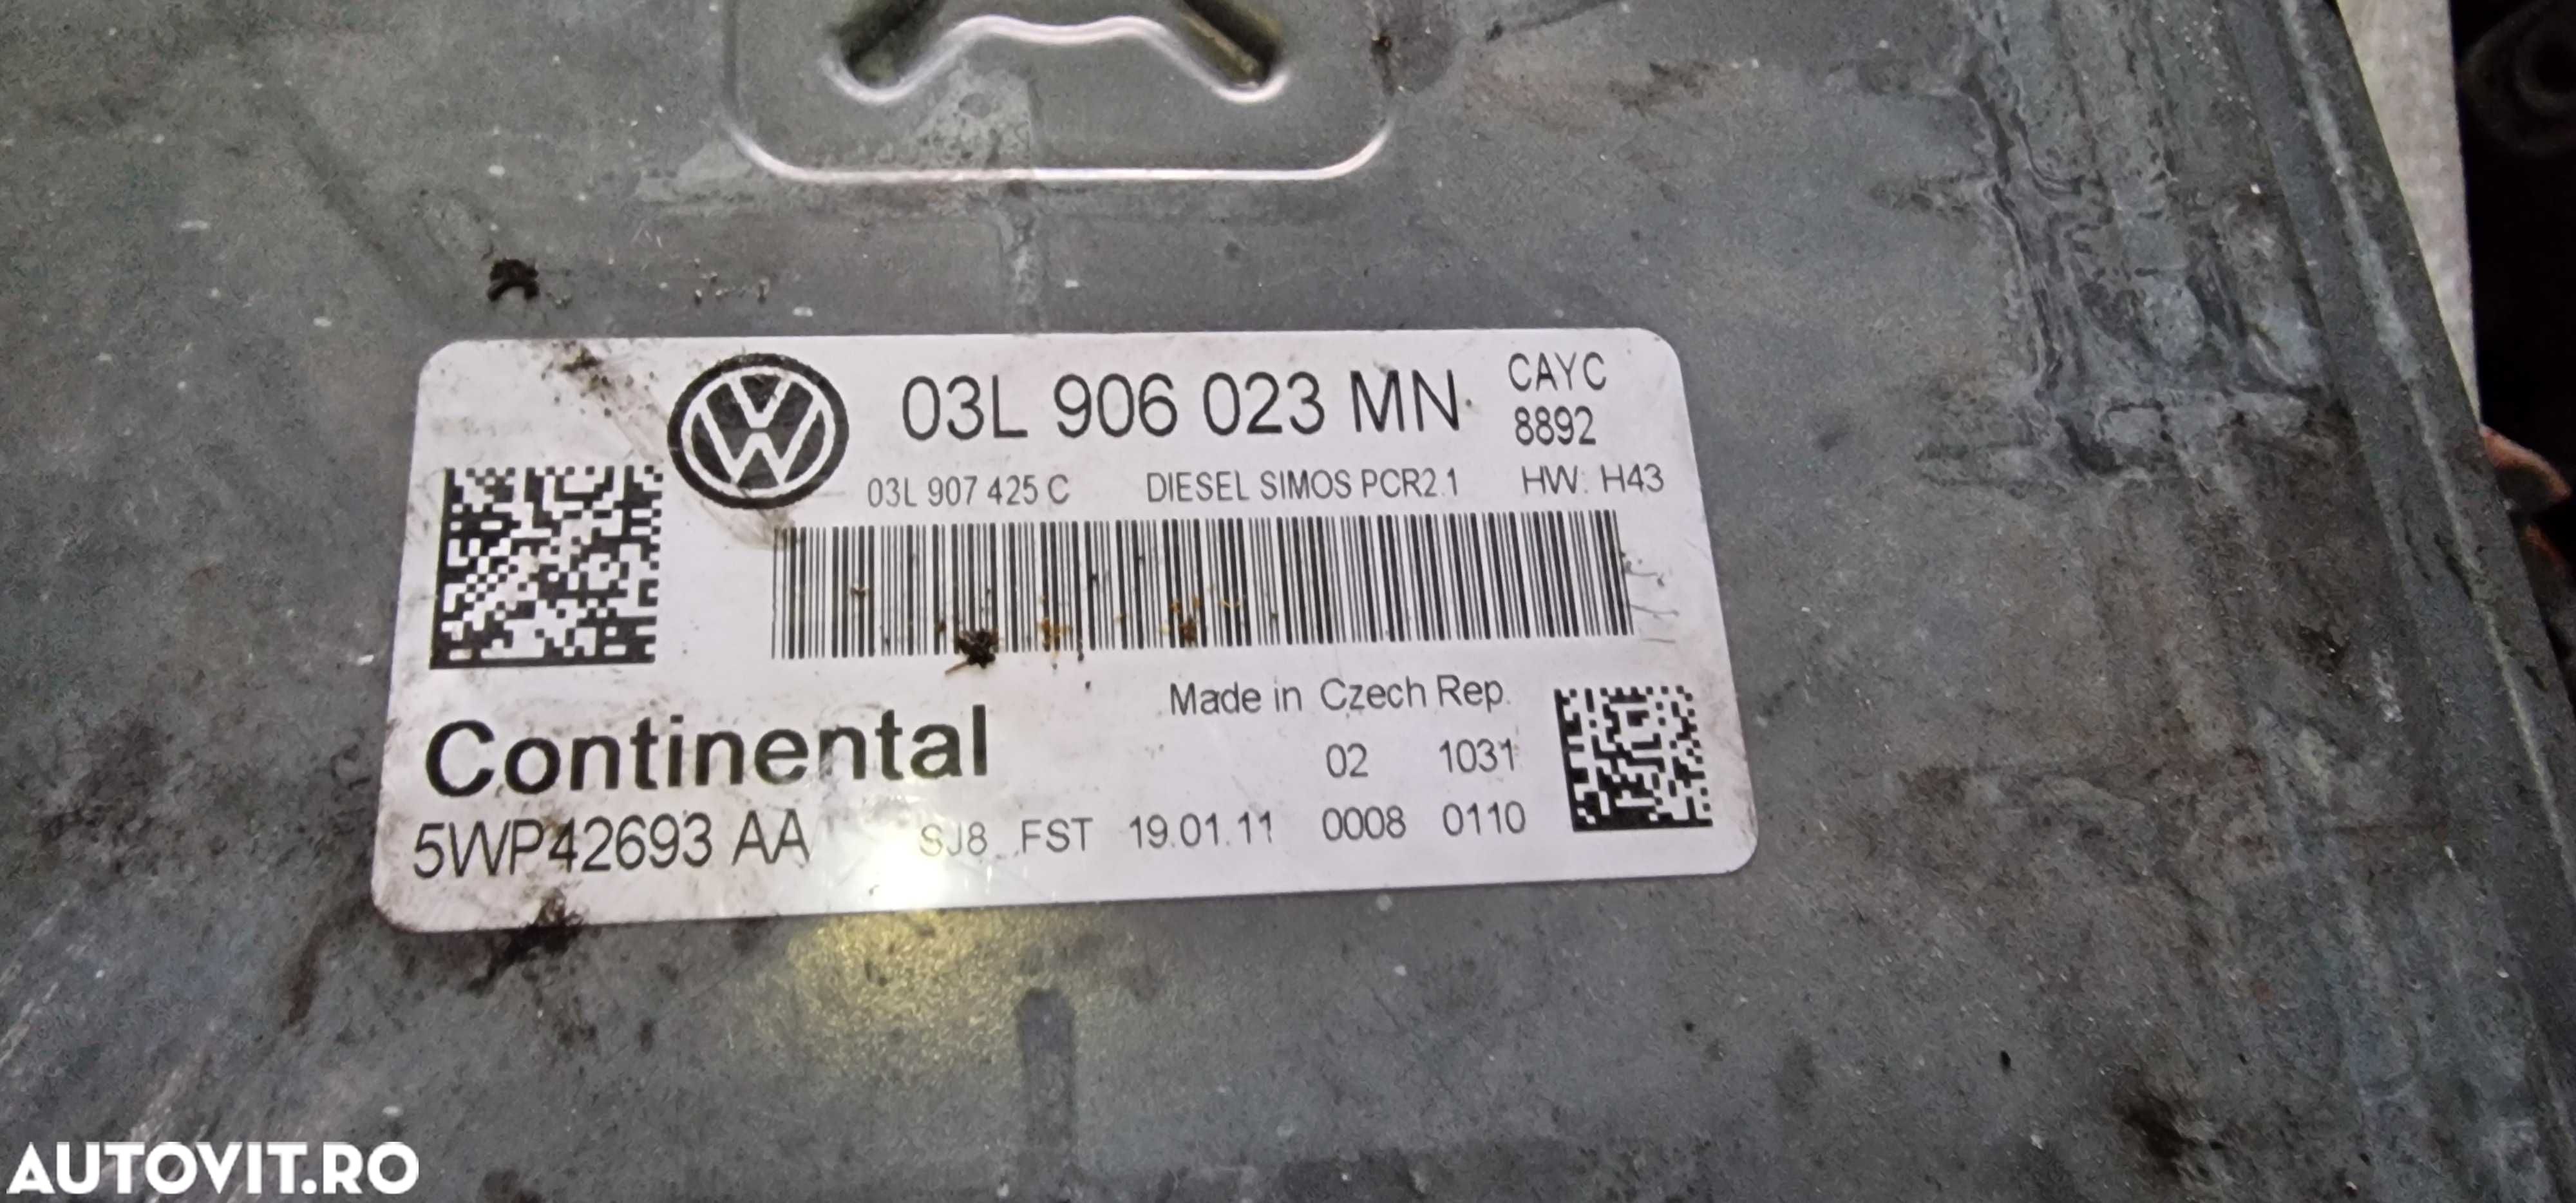 03L 906 023 MN CAYC
8892
03L 907 425 C DIESEL SIMOS PCR2.1 HW: H43
Made in Czech Rep.
Continental 02 1031
5WP42693 AA SJ8 FST 19.01.11 0008 0110
AUTOVIT.RO